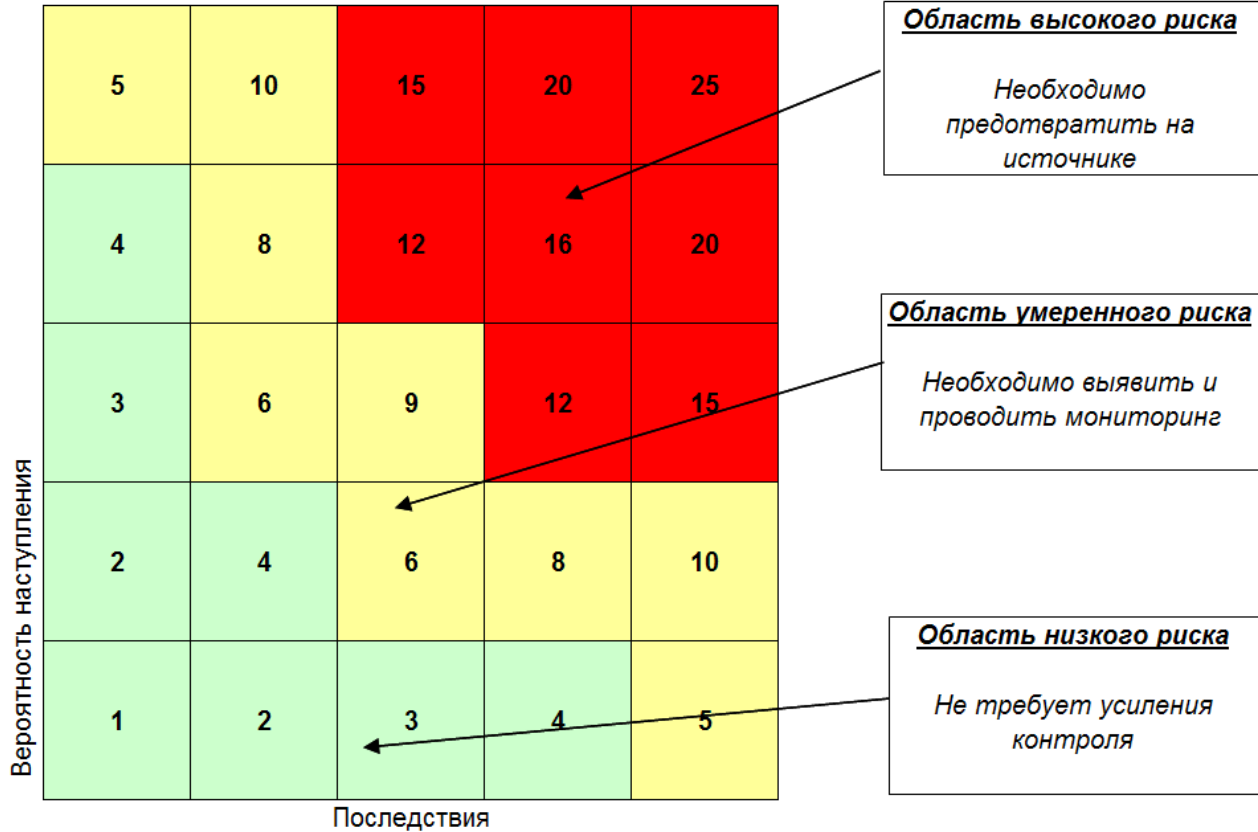 5 10 15 20 25
4 8 12 16 20
3 6 9 12 15
2 4 6 8 10
1 2 3 4 5
Вероятность наступления
Последствия
Область высокого риска
Необходимо
предотвратить на
источнике
Область умеренного риска
Необходимо выявить и
проводить мониторинг
Область низкого риска
Не требует усиления
контроля